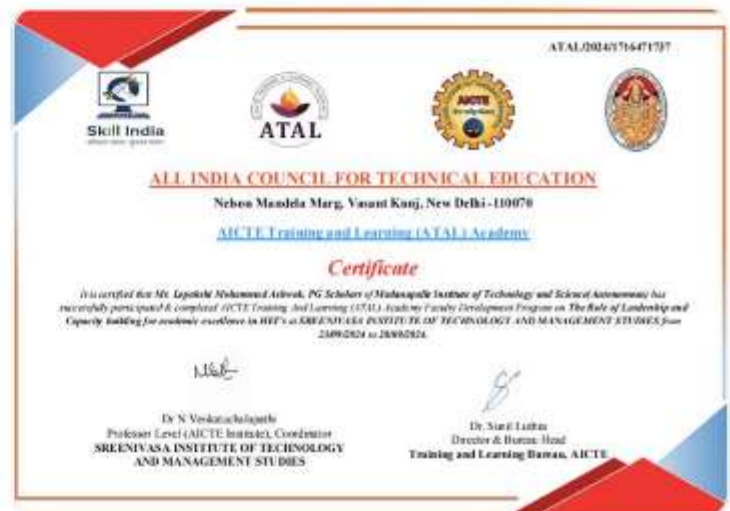 ATAL/2024/1716471737
Skill India
ATAL
AICTE
ALL INDIA COUNCIL FOR TECHNICAL EDUCATION
Nelson Mandela Marg, Vasant Kunj, New Delhi -110070
AICTE Training and Learning (ATAL) Academy
Certificate
It is certified that Mr. Lepakshi Mohammad Ashwak, PG Scholar of Madanapalle Institute of Technology and Science(Autonomous) has
successfully participated & completed AICTE Training And Learning (ATAL) Academy Faculty Development Program on The Role of Leadership and
Capacity building for academic excellence in HEI's at SREENIVASA INSTITUTE OF TECHNOLOGY AND MANAGEMENT STUDIES from
23/09/2024 to 28/09/2024.
Dr N Venkatachalapathi
Professor Level (AICTE Institute), Coordinator
SREENIVASA INSTITUTE OF TECHNOLOGY
AND MANAGEMENT STUDIES
Dr. Sunil Luthra
Director & Bureau Head
Training and Learning Bureau, AICTE